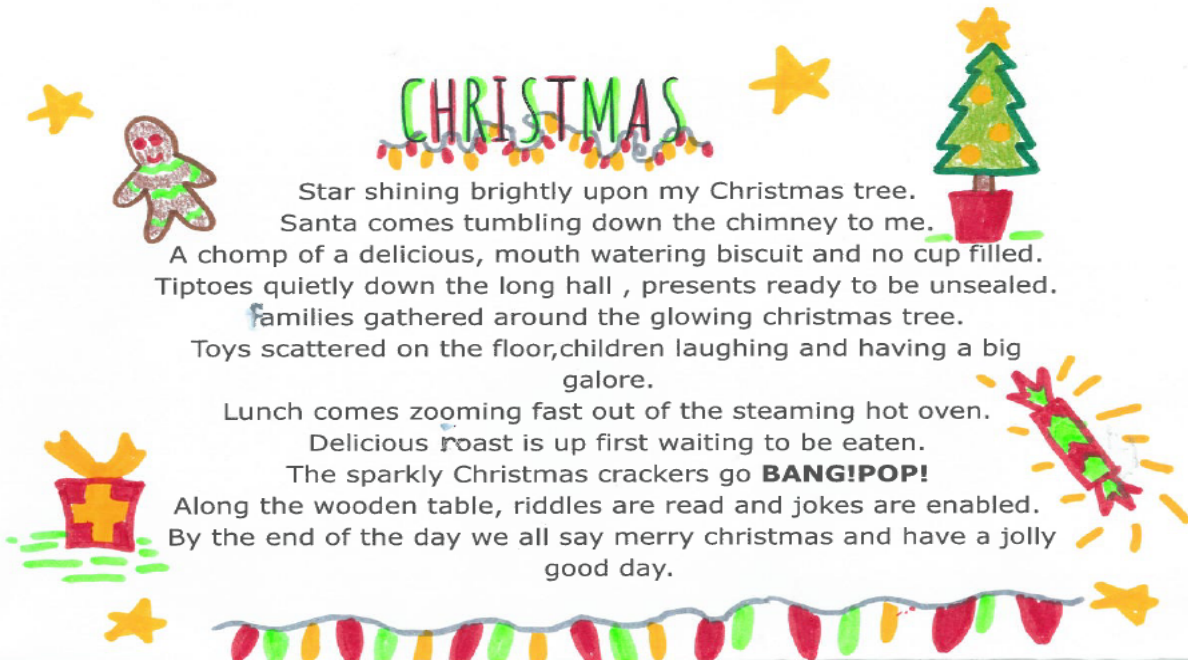 CHRISTMAS
Star shining brightly upon my Christmas tree.
Santa comes tumbling down the chimney to me.
A chomp of a delicious, mouth watering biscuit and no cup filled.
Tiptoes quietly down the long hall , presents ready to be unsealed.
families gathered around the glowing christmas tree.
Toys scattered on the floor,children laughing and having a big
galore.
Lunch comes zooming fast out of the steaming hot oven.
Delicious roast is up first waiting to be eaten.
The sparkly Christmas crackers go BANG!POP!
Along the wooden table, riddles are read and jokes are enabled.
By the end of the day we all say merry christmas and have a jolly
good day.